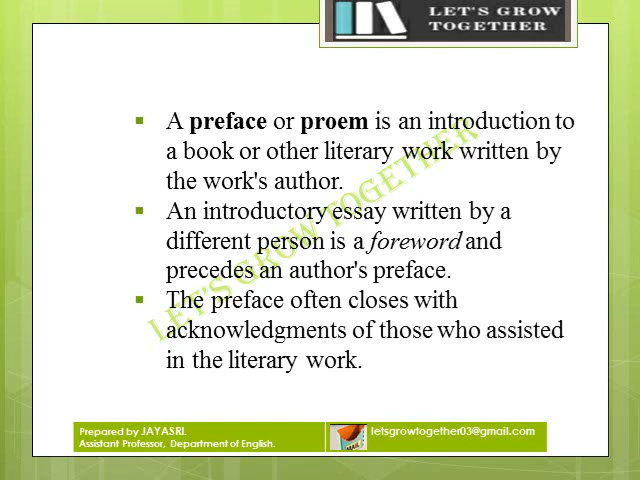 LET'S GROW
TOGETHER
A preface or proem is an introduction to
a book or other literary work written by
the work's author.
An introductory essay written by a
different person is a foreword and
precedes an author's preface.
The preface often closes with
acknowledgments of those who assisted
in the literary work.
LET'S GROW TOGETHER
Prepared by JAYASRI.
Assistant Professor, Department of English.
letsgrowtogether03@gmail.com